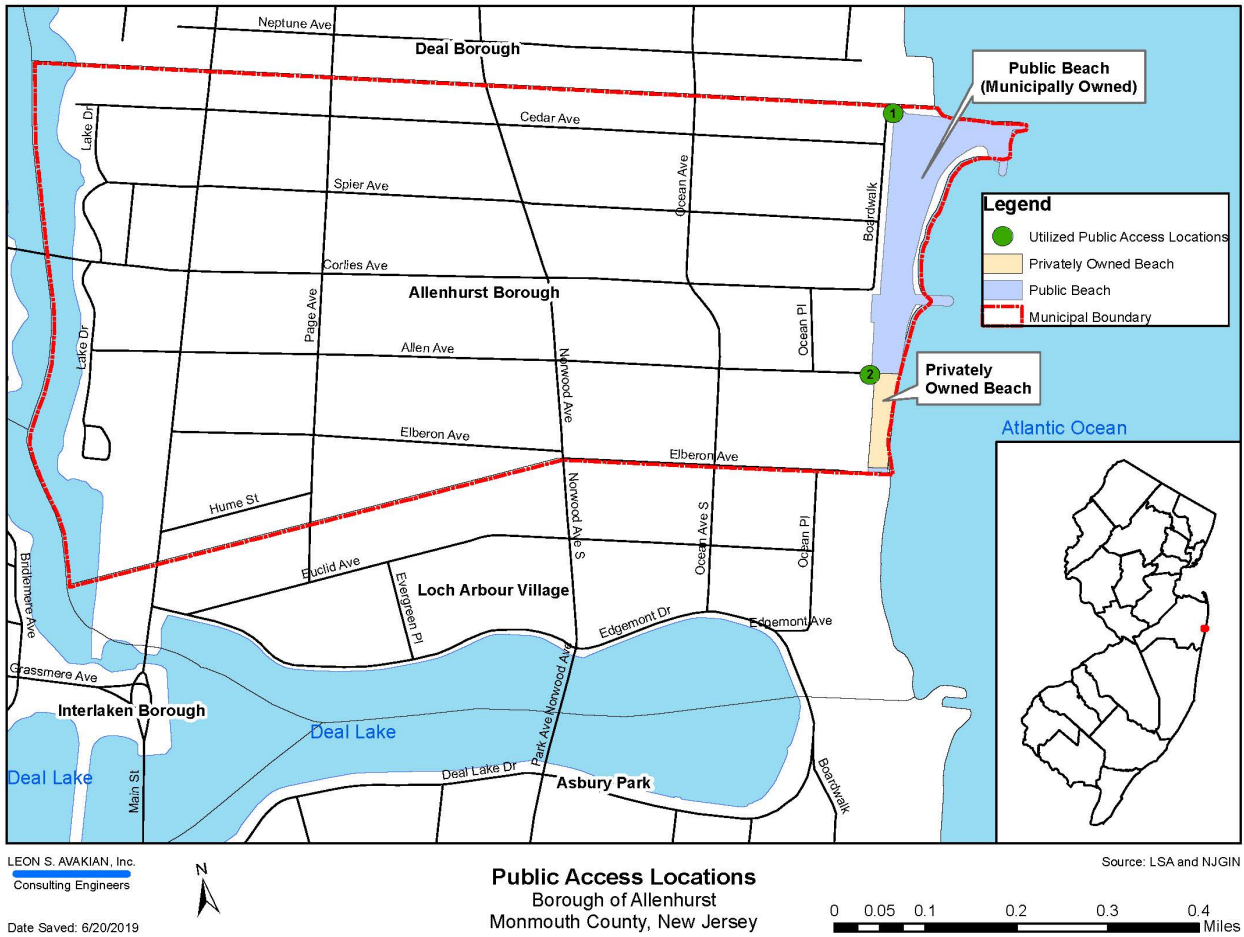 Neptune Ave
Deal Borough
Public Beach
(Municipally Owned)
1
Cedar Ave
Lake Dr
Ocean Ave
Boardwalk
Spier Ave
Legend
Utilized Public Access Locations
Privately Owned Beach
Public Beach
Municipal Boundary
Corlies Ave
Allenhurst Borough
Page Ave
Ocean Pl
Lake Dr
Allen Ave
Norwood Ave
2
Privately
Owned Beach
Elberon Ave
Elberon Ave
Atlantic Ocean
Hume St
Norwood Ave S
Ocean Ave S
Ocean Pl
Euclid Ave
Evergreen Pl
Loch Arbour Village
Edgemont Dr
Edgemont Ave
Bridlemere Ave
Grassmere Ave
Interlaken Borough
Deal Lake
Park Ave Norwood Ave
Deal Lake
Main St
Deal Lake Dr
Asbury Park
Boardwalk
LEON S. AVAKIAN, Inc.
Consulting Engineers
Date Saved: 6/20/2019
N
Public Access Locations
Borough of Allenhurst
Monmouth County, New Jersey
Source: LSA and NJGIN
0 0.05 0.1 0.2 0.3 0.4
Miles